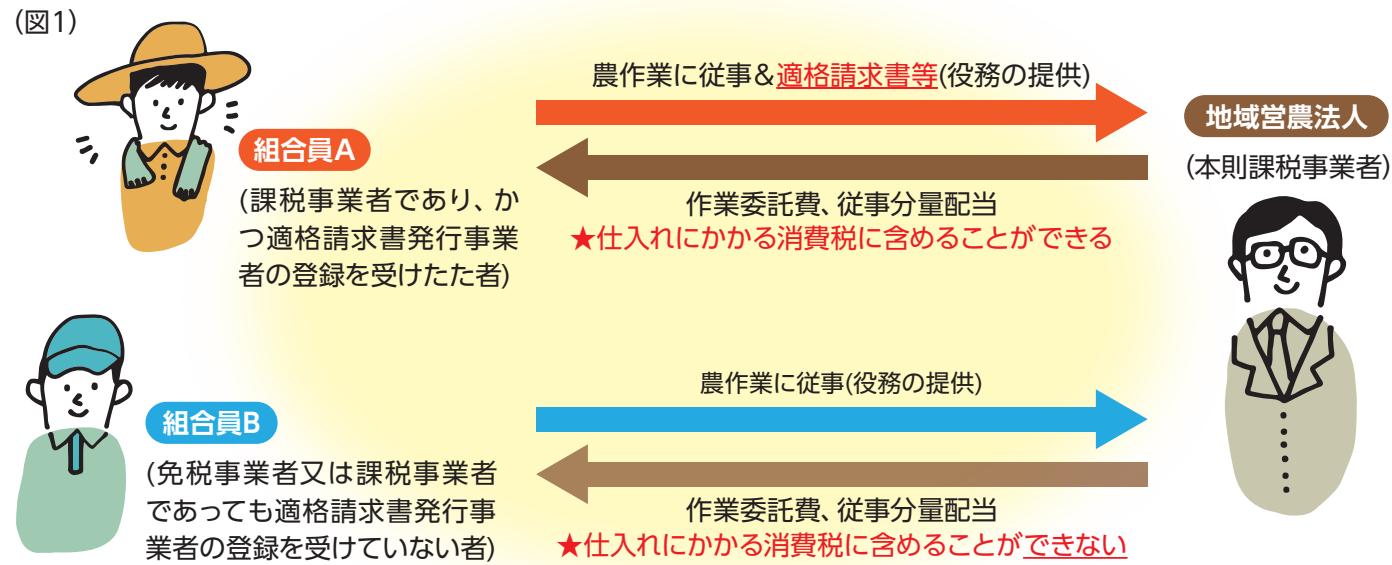 (図1)
農作業に従事&適格請求書等(役務の提供)
組合員A
(課税事業者であり、か
つ適格請求書発行事業
者の登録を受けたた者)
作業委託費、従事分量配当
★仕入れにかかる消費税に含めることができる
地域営農法人
(本則課税事業者)
農作業に従事(役務の提供)
組合員B
(免税事業者又は課税事業者
であっても適格請求書発行事
業者の登録を受けていない者)
作業委託費、従事分量配当
★仕入れにかかる消費税に含めることができない